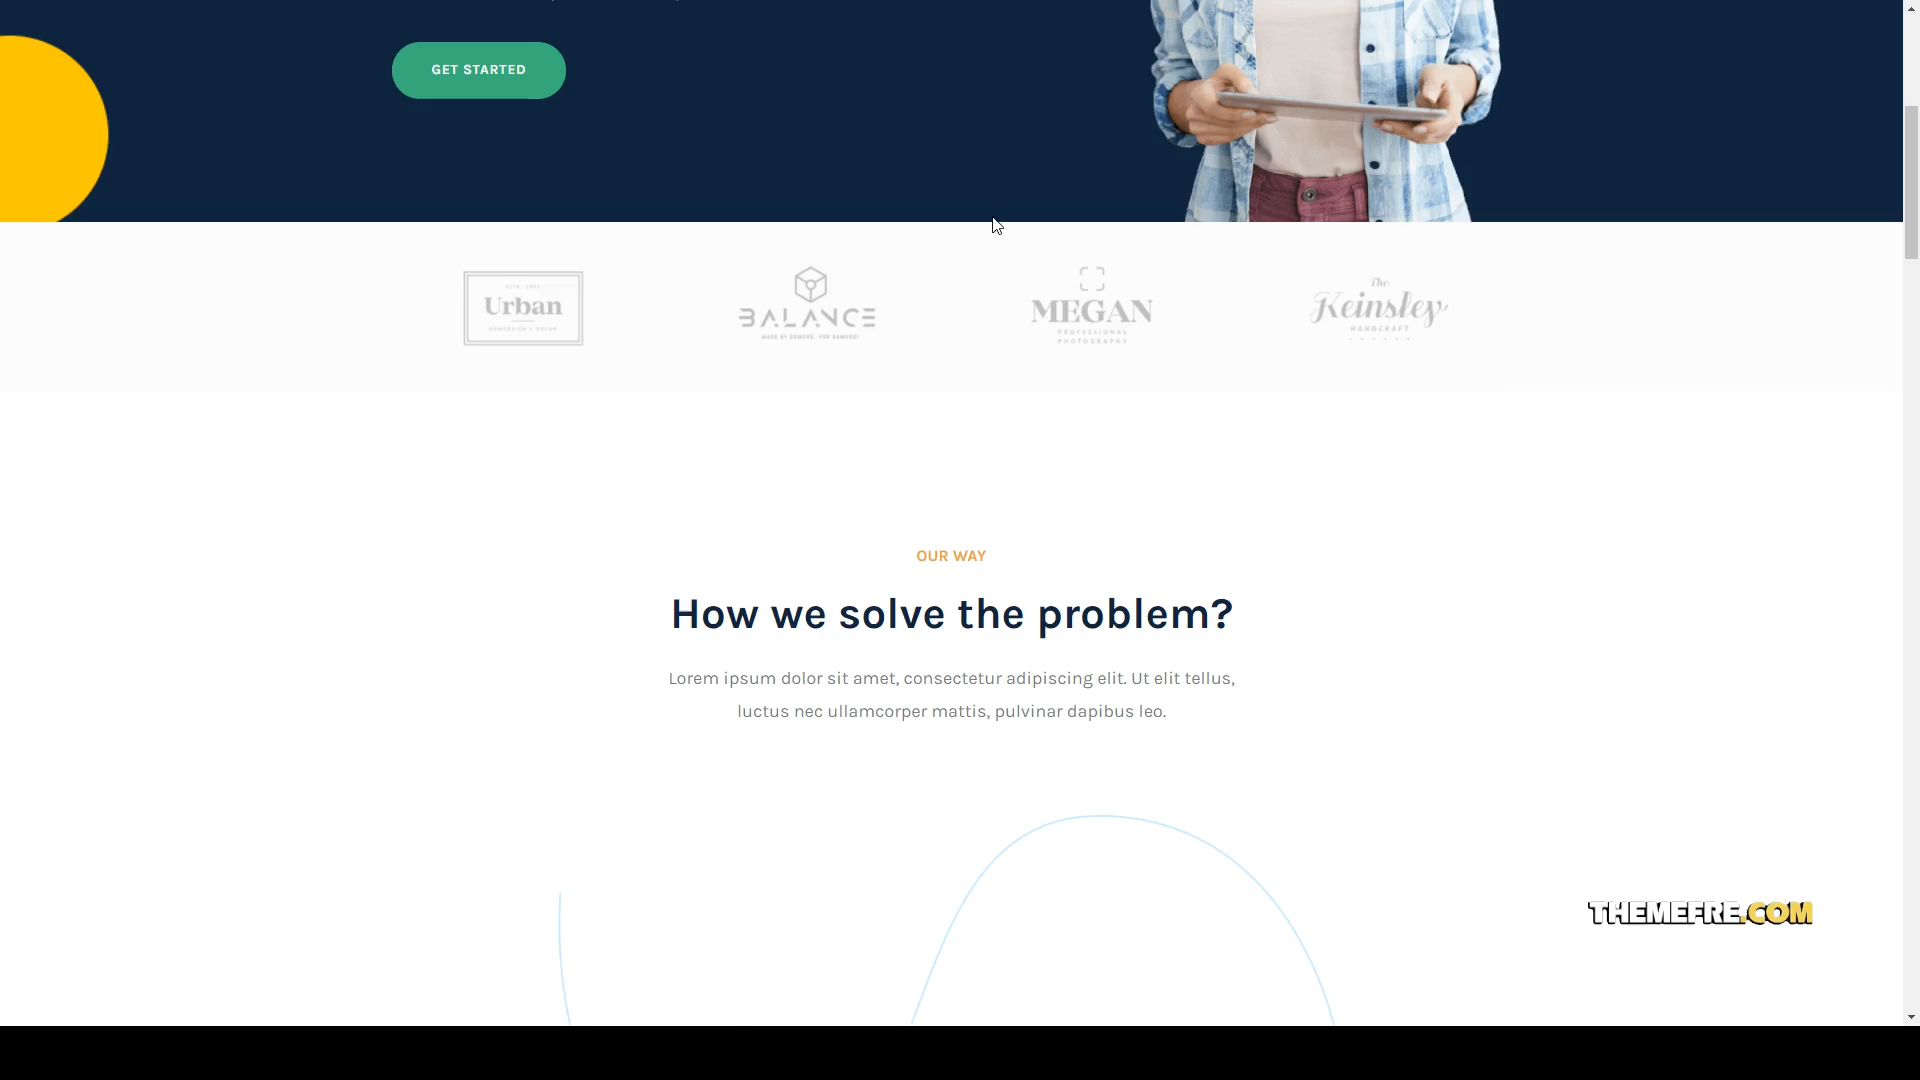 GET STARTED
Urban
BALANCE
MEGAN
PROFESSIONAL
PHOTOGRAPHY
The
Keinsley
HANDCRAFT
OUR WAY
How we solve the problem?
Lorem ipsum dolor sit amet, consectetur adipiscing elit. Ut elit tellus,
luctus nec ullamcorper mattis, pulvinar dapibus leo.
THEMEFRE.COM